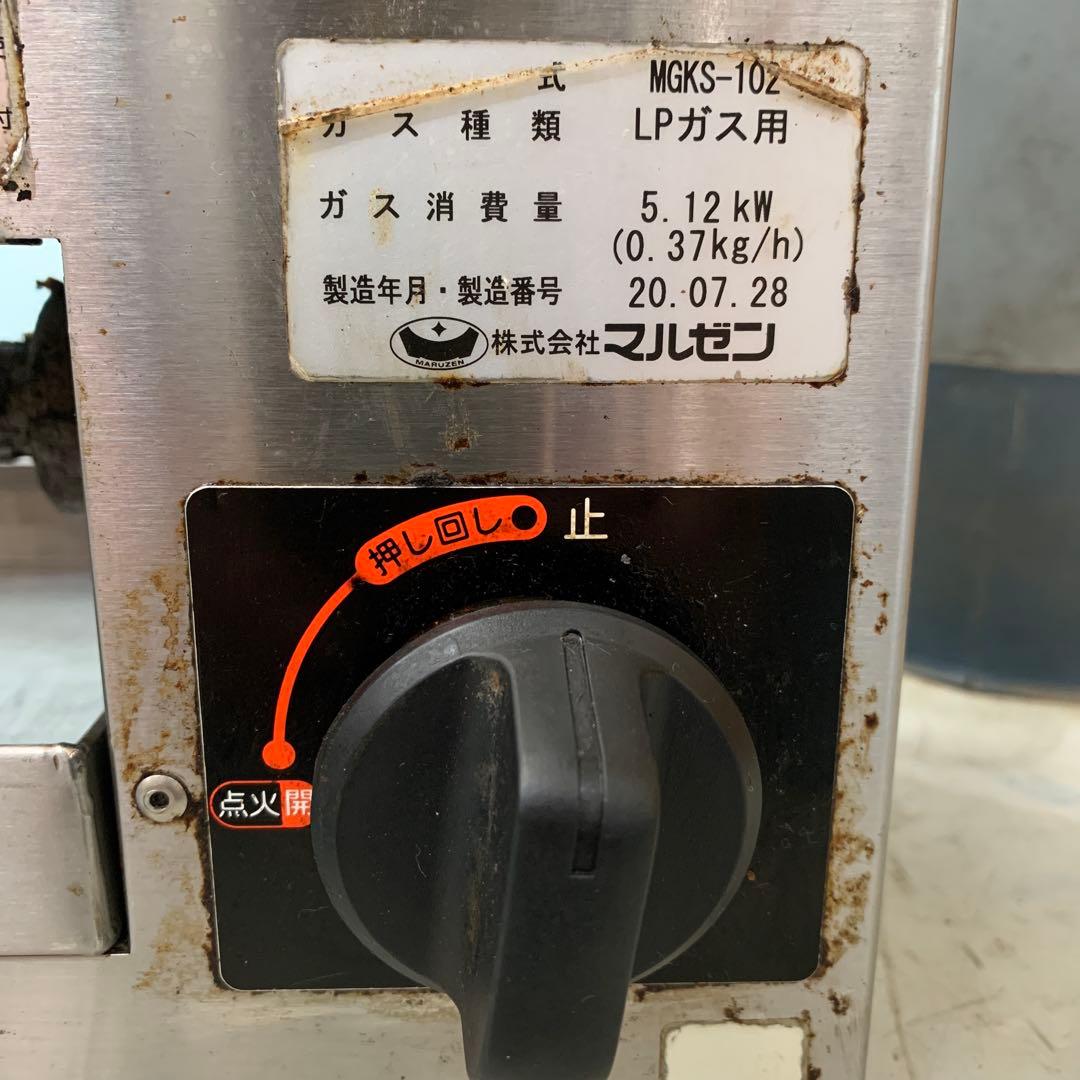 式 MGKS-102
ガス種類 LPガス用
ガス消費量 5.12kW
(0.37kg/h)
製造年月・製造番号 20.07.28
MARUZEN 株式会社マルゼン
押し回し 止
点火 開
付